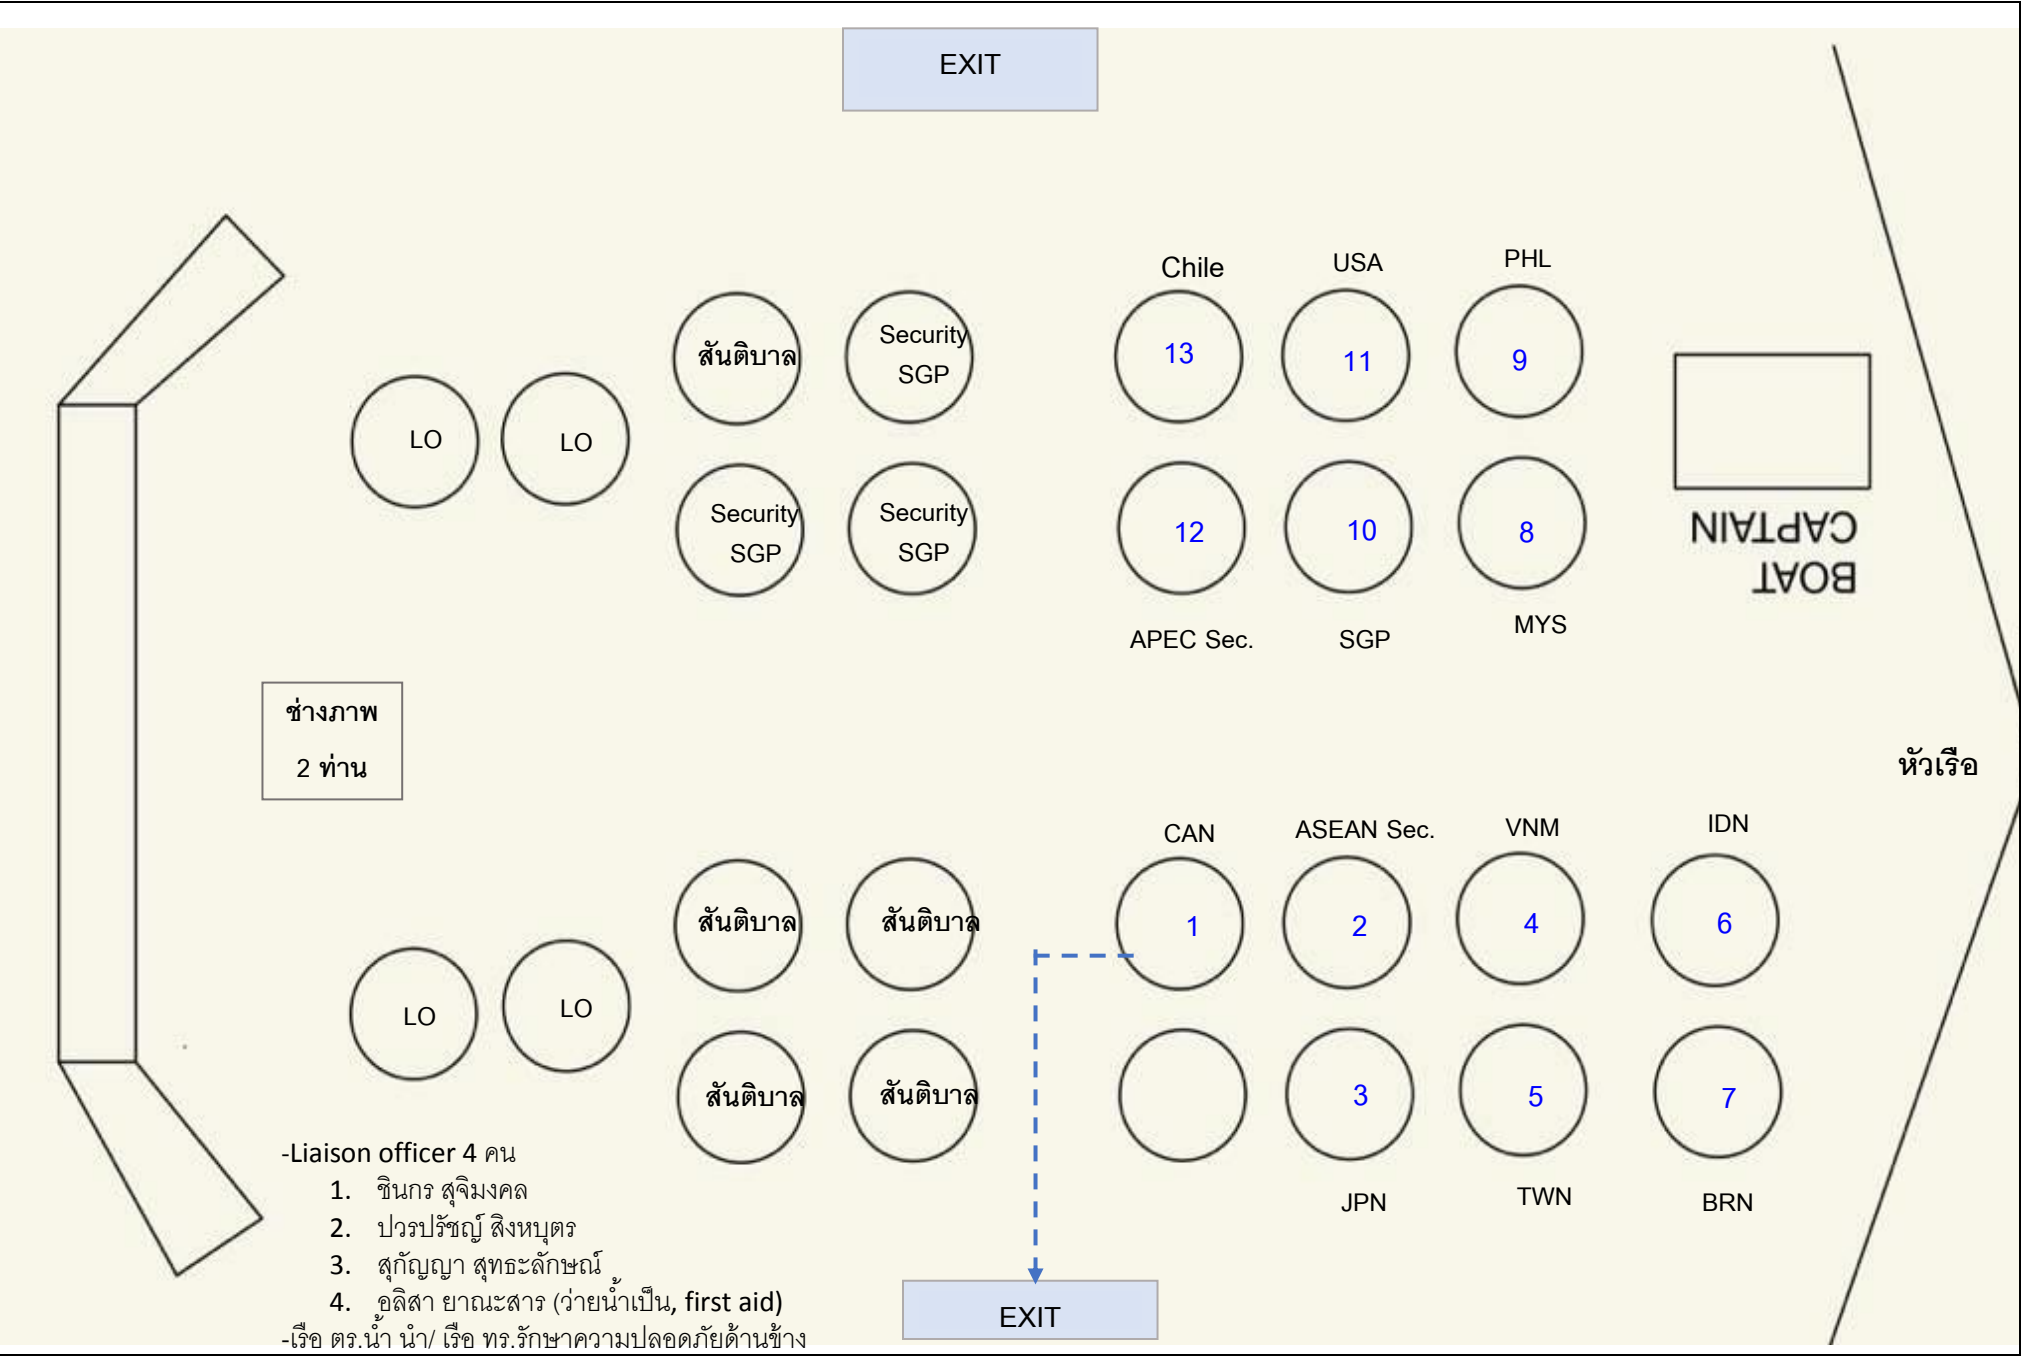 EXIT
Chile
USA
PHL
13
11
9
สันติบาล
Security
SGP
LO
LO
Security
SGP
Security
SGP
12
10
8
APEC Sec.
SGP
MYS
BOAT
CAPTAIN
ช่างภาพ
2 ท่าน
หัวเรือ
CAN
ASEAN Sec.
VNM
IDN
สันติบาล
สันติบาล
1
2
4
6
LO
LO
สันติบาล
สันติบาล
3
5
7
JPN
TWN
BRN
-Liaison officer 4 คน
1. ชินกร สุจิมงคล
2. ปวรปรัชญ์ สิงหบุตร
3. สุกัญญา สุทธะลักษณ์
4. อลิสา ยาณะสาร (ว่ายน้ำเป็น, first aid)
-เรือ ตร.น้ำ นำ/ เรือ ทร.รักษาความปลอดภัยด้านข้าง
EXIT